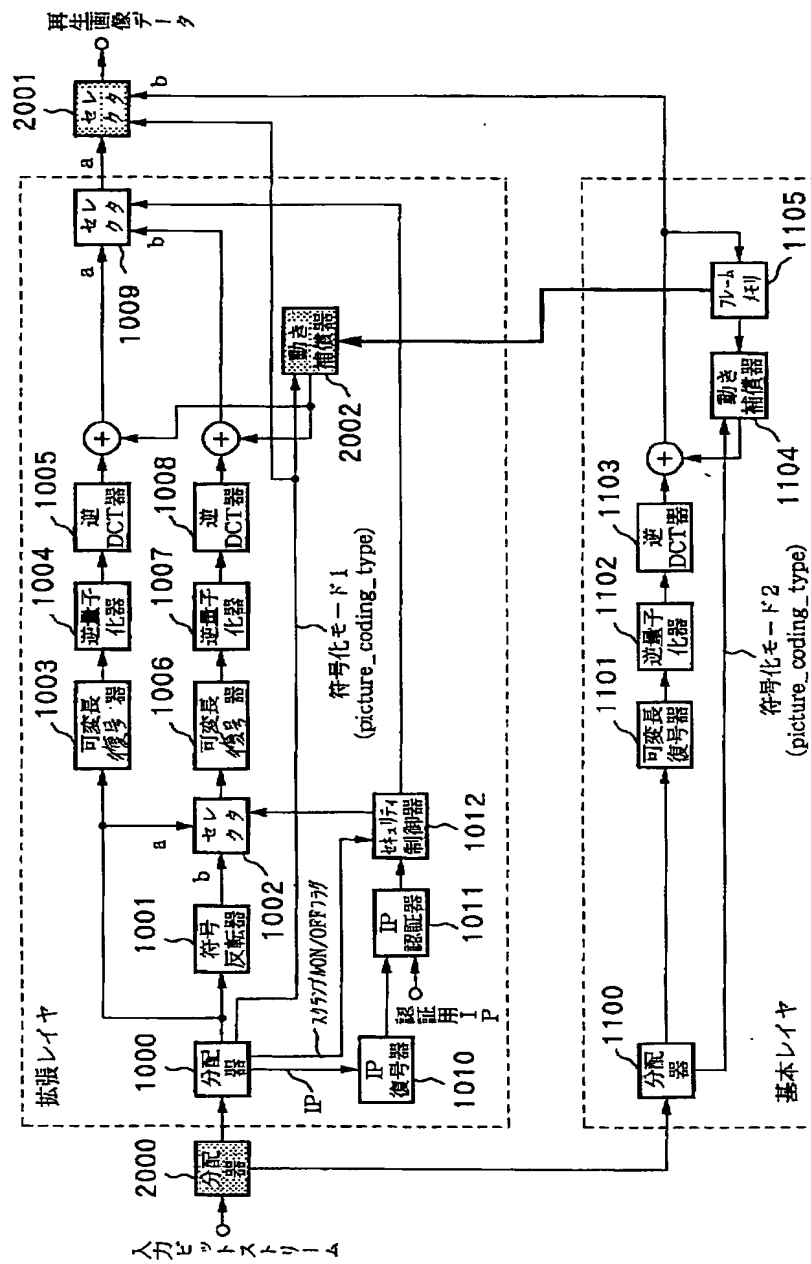 入力ビットストリーム
2000
分配器
拡張レイヤ
1000
分配器
1001
符号反転器
a
b
セレクタ
1002
1003
可変長復号器
1004
逆量子化器
1005
逆DCT器
1006
可変長復号器
1007
逆量子化器
1008
逆DCT器
+
+
a
b
セレクタ
1009
a
b
2001
セレクタ
再生画像データ
動き補償器
2002
符号化モード1
(picture_coding_type)
スクランブルON/OFFフラグ
IP
IP復号器
1010
認証用IP
IP認証器
1011
セキュリティ制御器
1012
基本レイヤ
1100
分配器
1101
可変長復号器
1102
逆量子化器
1103
逆DCT器
+
動き補償器
1104
フレームメモリ
1105
符号化モード2
(picture_coding_type)